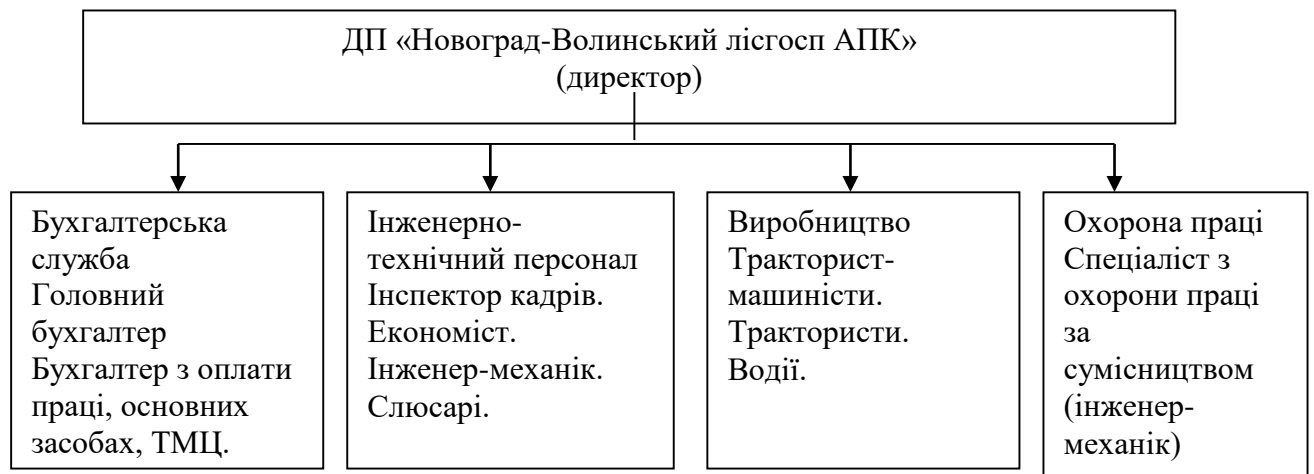 ДП «Новоград-Волинський лісгосп АПК»
(директор)
Бухгалтерська
служба
Головний
бухгалтер
Бухгалтер з оплати
праці, основних
засобах, ТМЦ.
Інженерно-
технічний персонал
Інспектор кадрів.
Економіст.
Інженер-механік.
Слюсарі.
Виробництво
Тракторист-
машиністи.
Трактористи.
Водії.
Охорона праці
Спеціаліст з
охорони праці
за
сумісництвом
(інженер-
механік)